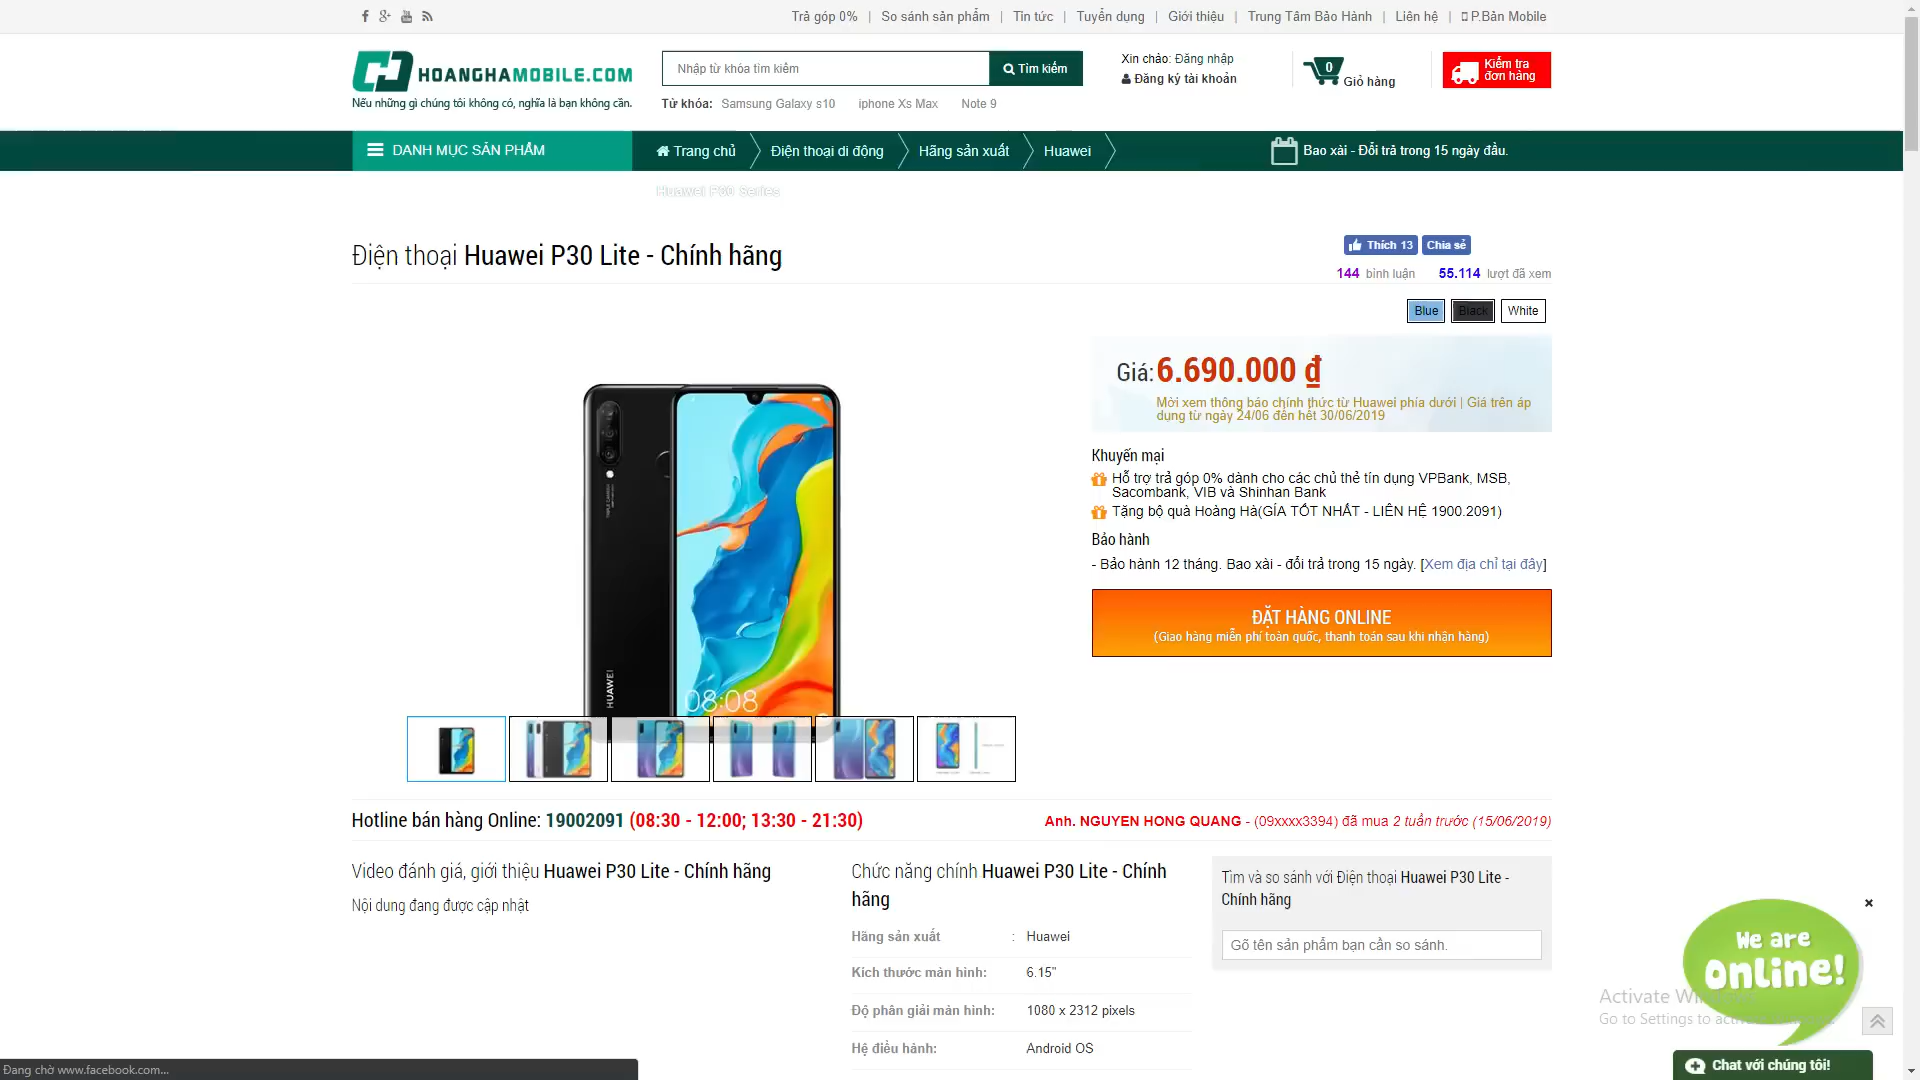 Trả góp 0% | So sánh sản phẩm | Tin tức | Tuyển dụng | Giới thiệu | Trung Tâm Bảo Hành | Liên hệ | P.Bản Mobile
HOANGHAMOBILE.COM
Nếu những gì chúng tôi không có, nghĩa là bạn không cần.
Nhập từ khóa tìm kiếm
Tìm kiếm
Từ khóa: Samsung Galaxy s10 iphone Xs Max Note 9
Xin chào: Đăng nhập
Đăng ký tài khoản
0
Giỏ hàng
Kiểm tra
đơn hàng
DANH MỤC SẢN PHẨM
Trang chủ
Điện thoại di động
Hãng sản xuất
Huawei
Bao xài - Đổi trả trong 15 ngày đầu.
Huawei P30 Series
Điện thoại Huawei P30 Lite - Chính hãng
Thích 13
Chia sẻ
144 bình luận 55.114 lượt đã xem
Blue
Black
White
Giá: 6.690.000 ₫
Mời xem thông báo chính thức từ Huawei phía dưới | Giá trên áp
dụng từ ngày 24/06 đến hết 30/06/2019
Khuyến mại
Hỗ trợ trả góp 0% dành cho các chủ thẻ tín dụng VPBank, MSB,
Sacombank, VIB và Shinhan Bank
Tặng bộ quà Hoàng Hà(GÍA TỐT NHẤT - LIÊN HỆ 1900.2091)
Bảo hành
- Bảo hành 12 tháng. Bao xài - đổi trả trong 15 ngày. [Xem địa chỉ tại đây]
ĐẶT HÀNG ONLINE
(Giao hàng miễn phí toàn quốc, thanh toán sau khi nhận hàng)
HUAWEI
08:08
Hotline bán hàng Online: 19002091 (08:30 - 12:00; 13:30 - 21:30)
Anh. NGUYEN HONG QUANG - (09xxxx3394) đã mua 2 tuần trước (15/06/2019)
Video đánh giá, giới thiệu Huawei P30 Lite - Chính hãng
Nội dung đang được cập nhật
Chức năng chính Huawei P30 Lite - Chính
hãng
Hãng sản xuất : Huawei
Kích thước màn hình: 6.15"
Độ phân giải màn hình: 1080 x 2312 pixels
Hệ điều hành: Android OS
Tìm và so sánh với Điện thoại Huawei P30 Lite -
Chính hãng
Gõ tên sản phẩm bạn cần so sánh.
We are
online!
Activate
Go to Settings to
Chat với chúng tôi!
Đang chờ www.facebook.com...